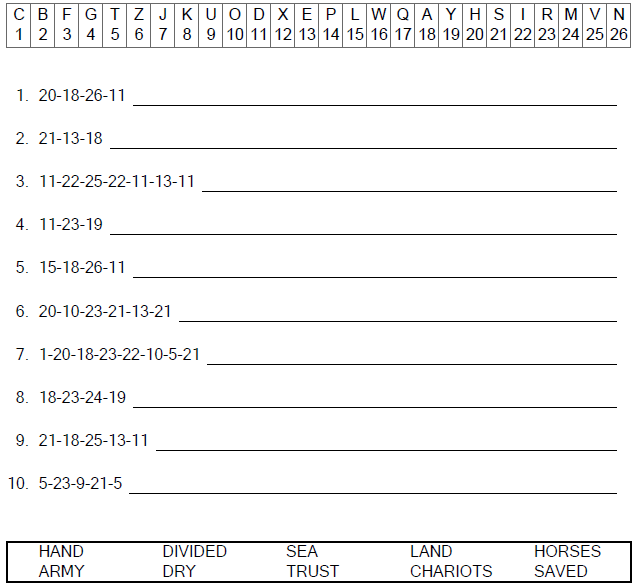 C B F G T Z J K U O D X E P L W Q A Y H S I R M V N
1 2 3 4 5 6 7 8 9 10 11 12 13 14 15 16 17 18 19 20 21 22 23 24 25 26
1. 20-18-26-11
2. 21-13-18
3. 11-22-25-22-11-13-11
4. 11-23-19
5. 15-18-26-11
6. 20-10-23-21-13-21
7. 1-20-18-23-22-10-5-21
8. 18-23-24-19
9. 21-18-25-13-11
10. 5-23-9-21-5
HAND DIVIDED SEA LAND HORSES
ARMY DRY TRUST CHARIOTS SAVED